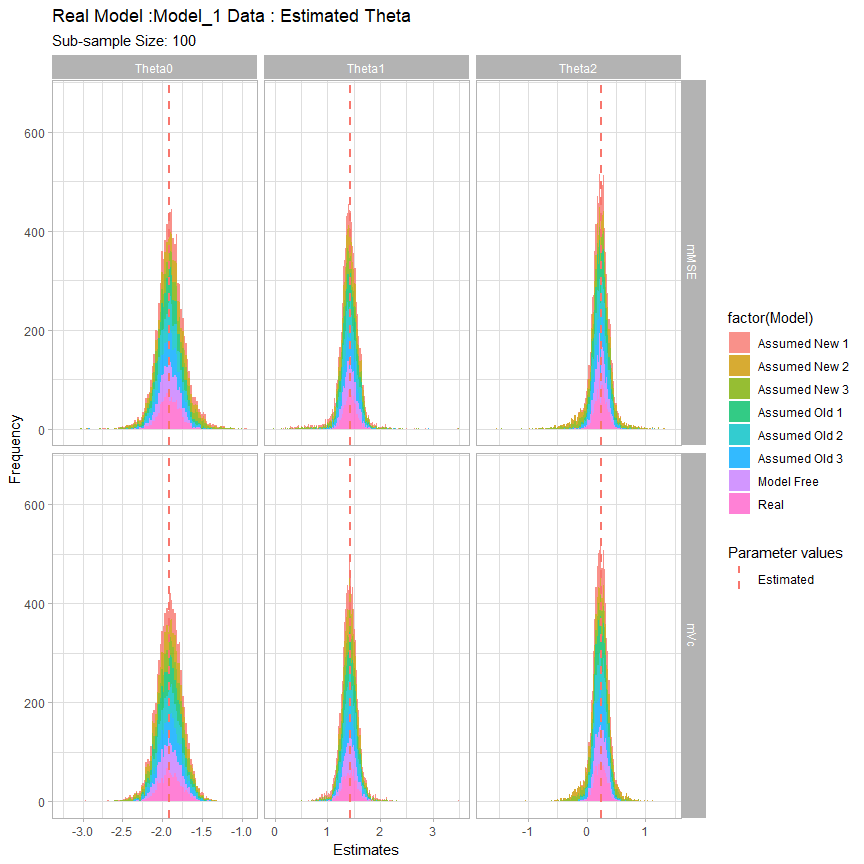 Real Model :Model_1 Data : Estimated Theta
Sub-sample Size: 100
Theta0 Theta1 Theta2
600
400
200
0
mMSE
600
400
200
0
mVc
Frequency
-3.0 -2.5 -2.0 -1.5 -1.0 0 1 2 3 -1 0 1
Estimates
factor(Model)
Assumed New 1
Assumed New 2
Assumed New 3
Assumed Old 1
Assumed Old 2
Assumed Old 3
Model Free
Real
Parameter values
Estimated